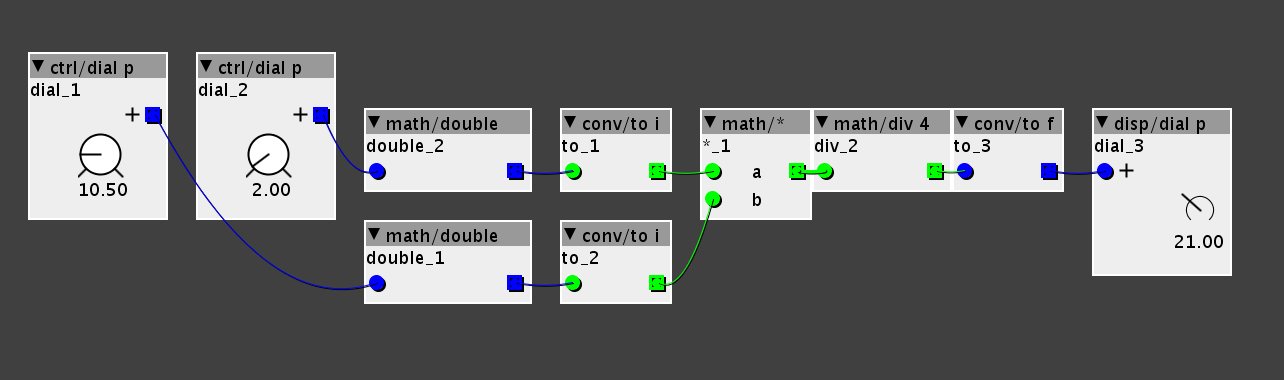 ctrl/dial p
dial_1
+
10.50
ctrl/dial p
dial_2
+
2.00
math/double
double_2
conv/to i
to_1
math/*
*_1
a
b
math/div 4
div_2
conv/to f
to_3
disp/dial p
dial_3
+
21.00
math/double
double_1
conv/to i
to_2